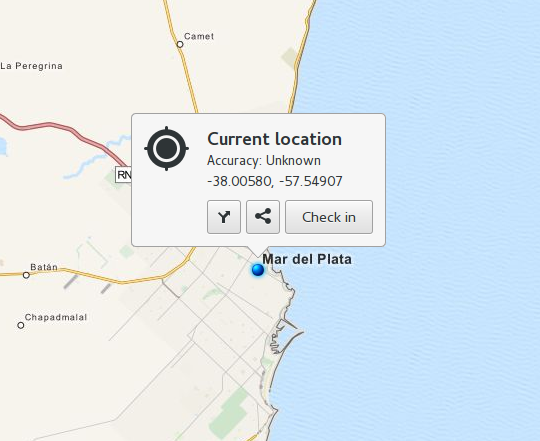 Camet
La Peregrina
Current location
Accuracy: Unknown
-38.00580, -57.54907
RN
Check in
Mar del Plata
Batán
Chapadmalal